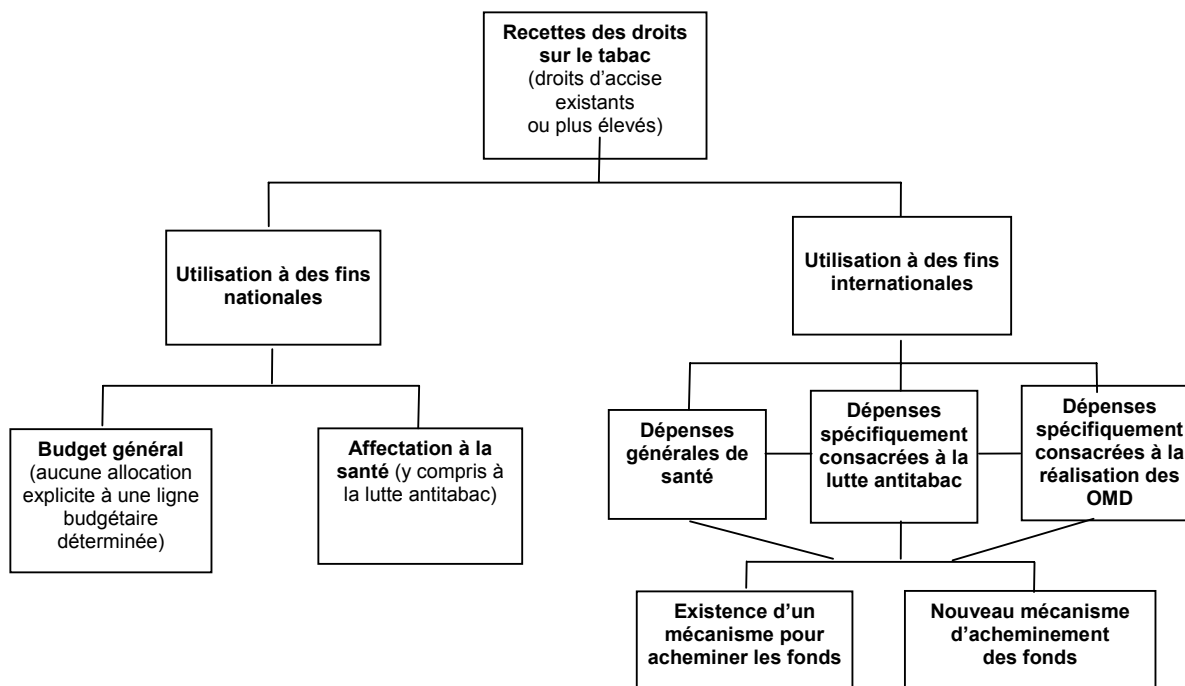 Recettes des droits
sur le tabac
(droits d'accise
existants
ou plus élevés)
Utilisation à des fins
nationales
Utilisation à des fins
internationales
Budget général
(aucune allocation
explicite à une ligne
budgétaire
déterminée)
Affectation à la
santé (y compris à
la lutte antitabac)
Dépenses
générales de
santé
Dépenses
spécifiquement
consacrées à la
lutte antitabac
Dépenses
spécifiquement
consacrées à la
réalisation des
OMD
Existence d'un
mécanisme pour
acheminer les fonds
Nouveau mécanisme
d'acheminement
des fonds